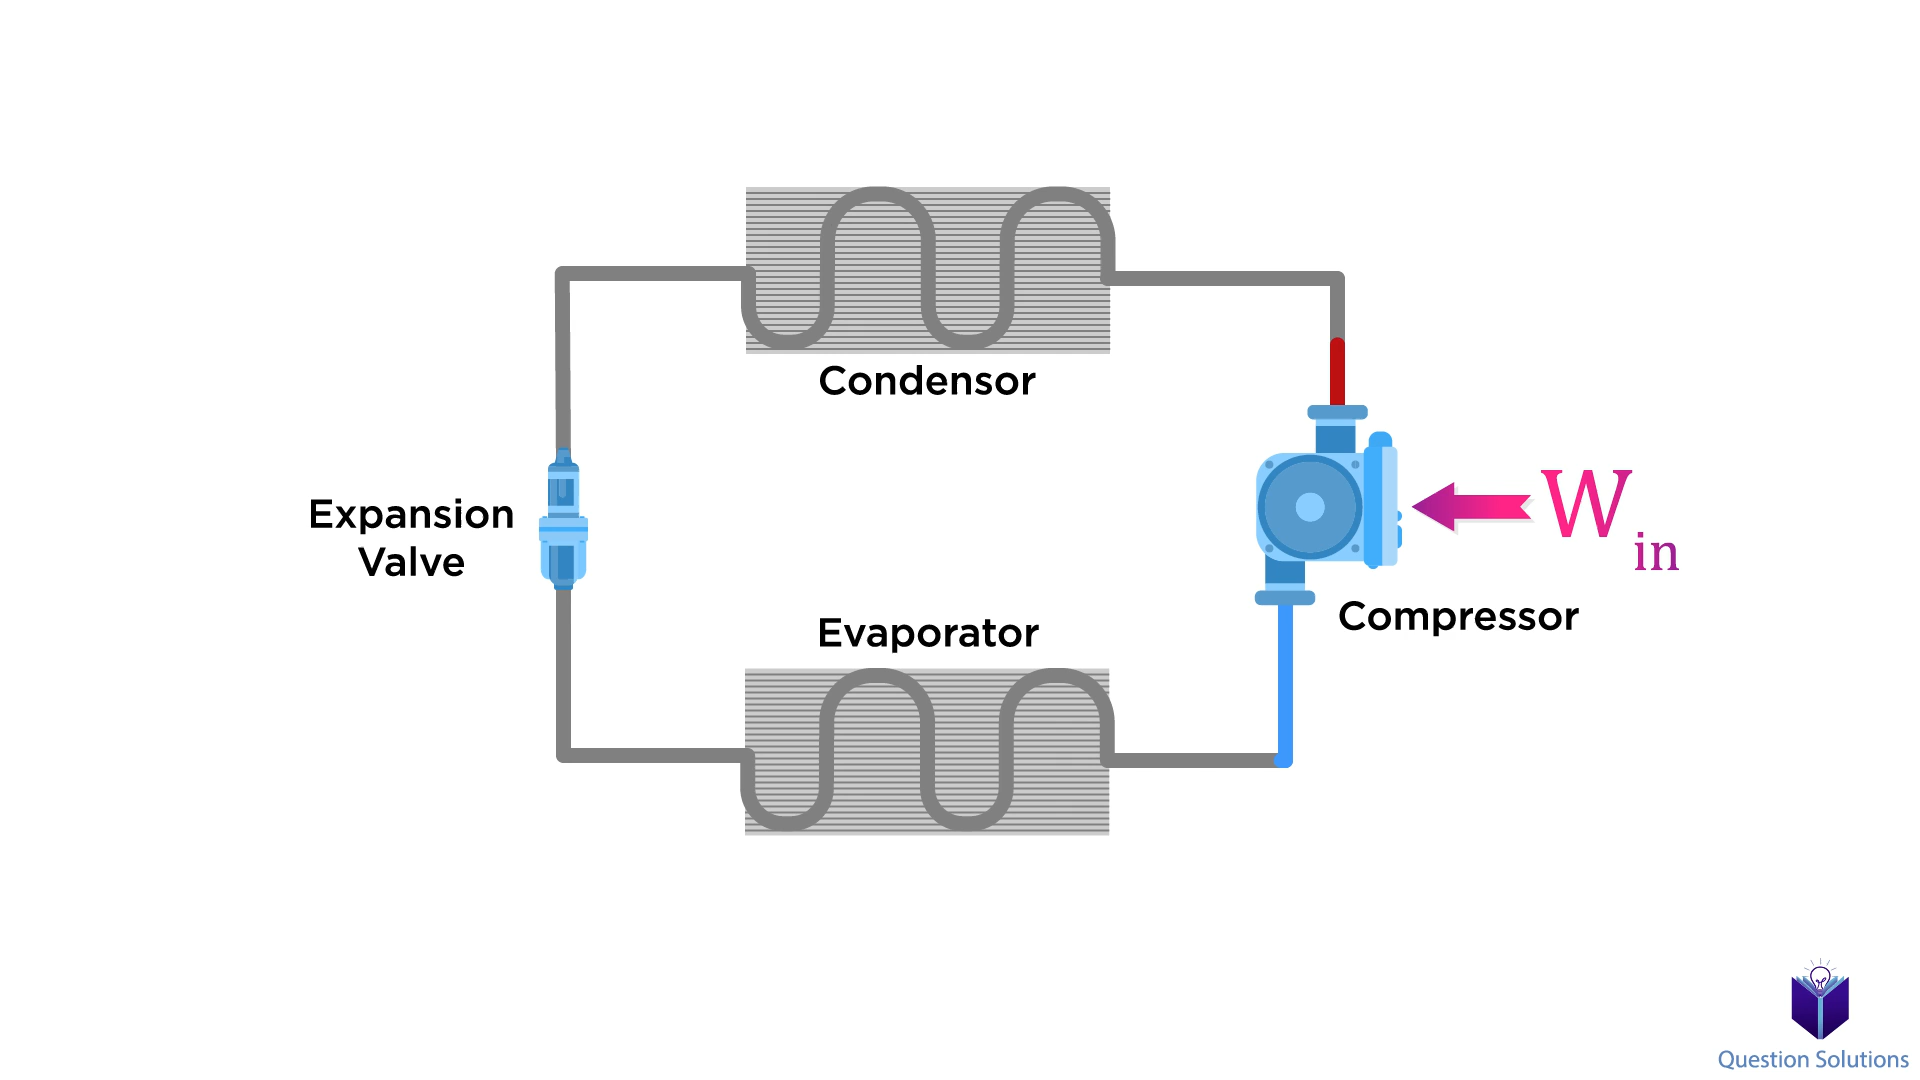 Condensor
Expansion
Valve
W in
Compressor
Evaporator
Question Solutions